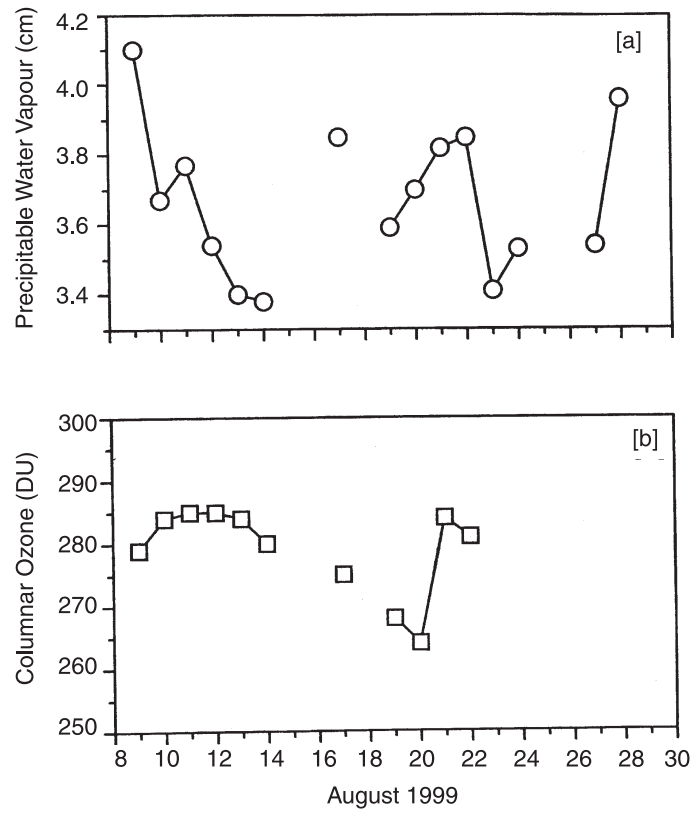 Precipitable Water Vapour (cm)
4.2
4.0
3.8
3.6
3.4
[a]
Columnar Ozone (DU)
300
290
280
270
260
250
[b]
8 10 12 14 16 18 20 22 24 26 28 30
August 1999